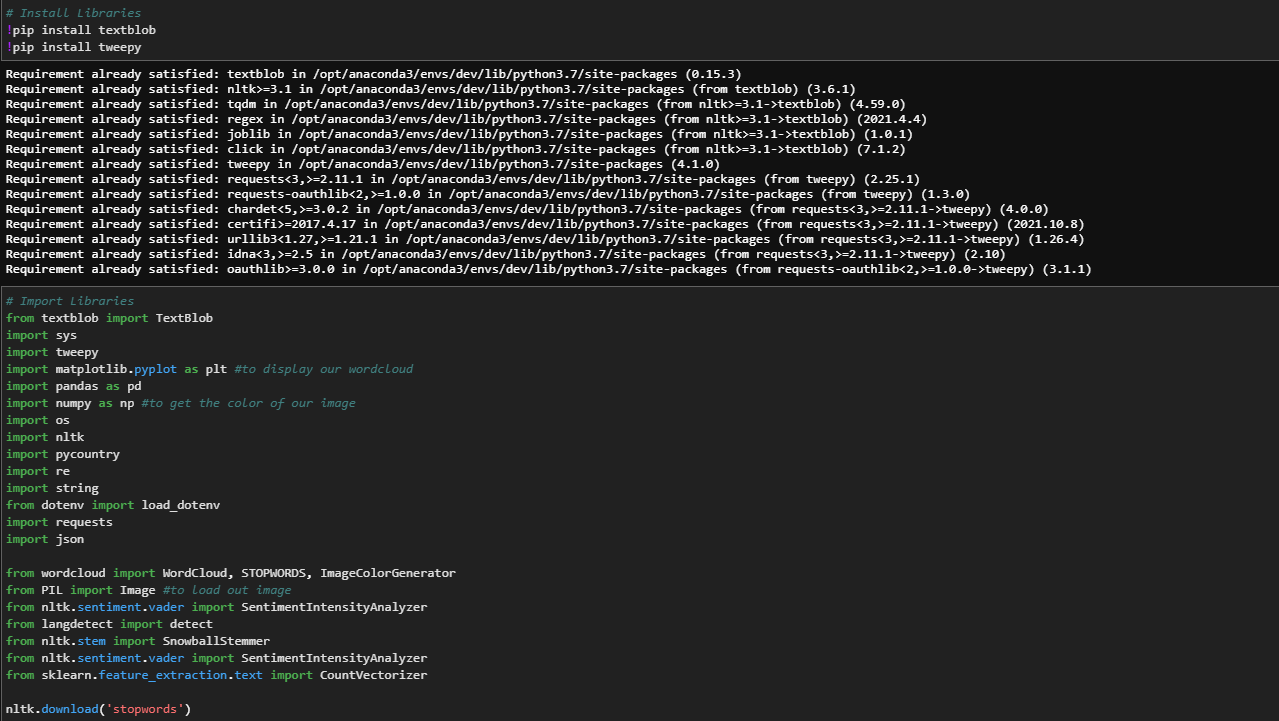 # Install Libraries
!pip install textblob
!pip install tweepy
Requirement already satisfied: textblob in /opt/anaconda3/envs/dev/lib/python3.7/site-packages (0.15.3)
Requirement already satisfied: nltk>=3.1 in /opt/anaconda3/envs/dev/lib/python3.7/site-packages (from textblob) (3.6.1)
Requirement already satisfied: tqdm in /opt/anaconda3/envs/dev/lib/python3.7/site-packages (from nltk>=3.1->textblob) (4.59.0)
Requirement already satisfied: regex in /opt/anaconda3/envs/dev/lib/python3.7/site-packages (from nltk>=3.1->textblob) (2021.4.4)
Requirement already satisfied: joblib in /opt/anaconda3/envs/dev/lib/python3.7/site-packages (from nltk>=3.1->textblob) (1.0.1)
Requirement already satisfied: click in /opt/anaconda3/envs/dev/lib/python3.7/site-packages (from nltk>=3.1->textblob) (7.1.2)
Requirement already satisfied: tweepy in /opt/anaconda3/envs/dev/lib/python3.7/site-packages (4.1.0)
Requirement already satisfied: requests<3,>=2.11.1 in /opt/anaconda3/envs/dev/lib/python3.7/site-packages (from tweepy) (2.25.1)
Requirement already satisfied: requests-oauthlib<2,>=1.0.0 in /opt/anaconda3/envs/dev/lib/python3.7/site-packages (from tweepy) (1.3.0)
Requirement already satisfied: chardet<5,>=3.0.2 in /opt/anaconda3/envs/dev/lib/python3.7/site-packages (from requests<3,>=2.11.1->tweepy) (4.0.0)
Requirement already satisfied: certifi>=2017.4.17 in /opt/anaconda3/envs/dev/lib/python3.7/site-packages (from requests<3,>=2.11.1->tweepy) (2021.10.8)
Requirement already satisfied: urllib3<1.27,>=1.21.1 in /opt/anaconda3/envs/dev/lib/python3.7/site-packages (from requests<3,>=2.11.1->tweepy) (1.26.4)
Requirement already satisfied: idna<3,>=2.5 in /opt/anaconda3/envs/dev/lib/python3.7/site-packages (from requests<3,>=2.11.1->tweepy) (2.10)
Requirement already satisfied: oauthlib>=3.0.0 in /opt/anaconda3/envs/dev/lib/python3.7/site-packages (from requests-oauthlib<2,>=1.0.0->tweepy) (3.1.1)
# Import Libraries
from textblob import TextBlob
import sys
import tweepy
import matplotlib.pyplot as plt #to display our wordcloud
import pandas as pd
import numpy as np #to get the color of our image
import os
import nltk
import pycountry
import re
import string
from dotenv import load_dotenv
import requests
import json
from wordcloud import WordCloud, STOPWORDS, ImageColorGenerator
from PIL import Image #to load out image
from nltk.sentiment.vader import SentimentIntensityAnalyzer
from langdetect import detect
from nltk.stem import SnowballStemmer
from nltk.sentiment.vader import SentimentIntensityAnalyzer
from sklearn.feature_extraction.text import CountVectorizer
nltk.download('stopwords')